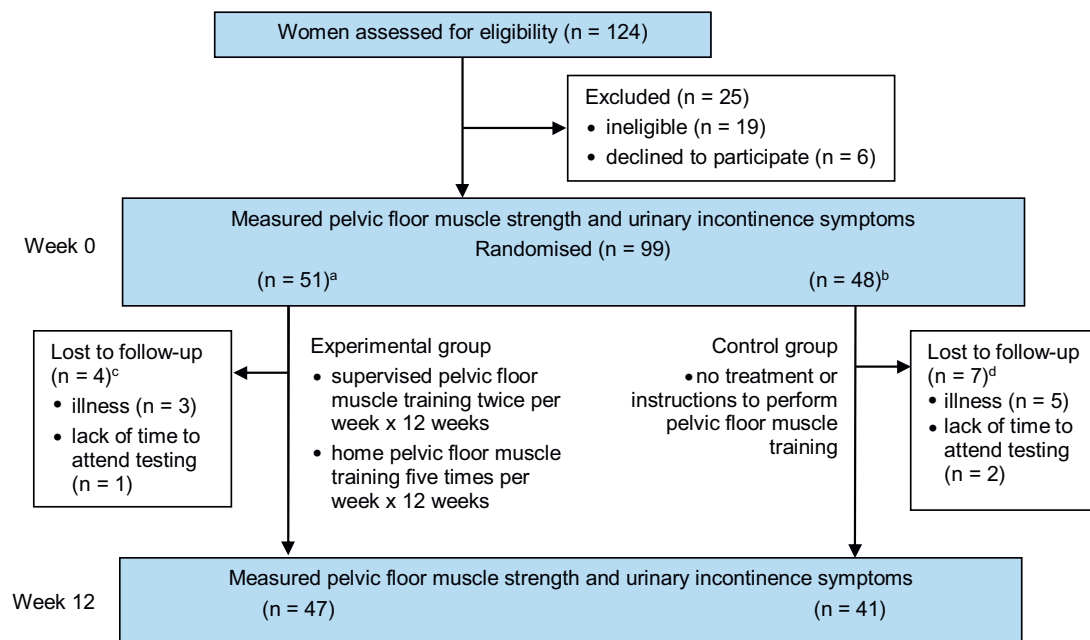 Women assessed for eligibility (n = 124)
Excluded (n = 25)
• ineligible (n = 19)
• declined to participate (n = 6)
Week 0
Measured pelvic floor muscle strength and urinary incontinence symptoms
Randomised (n = 99)
(n = 51)ᵃ
(n = 48)ᵇ
Lost to follow-up
(n = 4)ᶜ
• illness (n = 3)
• lack of time to
attend testing
(n = 1)
Experimental group
• supervised pelvic floor
muscle training twice per
week x 12 weeks
• home pelvic floor muscle
training five times per
week x 12 weeks
Control group
• no treatment or
instructions to perform
pelvic floor muscle
training
Lost to follow-up
(n = 7)ᵈ
• illness (n = 5)
• lack of time to
attend testing
(n = 2)
Week 12
Measured pelvic floor muscle strength and urinary incontinence symptoms
(n = 47)
(n = 41)